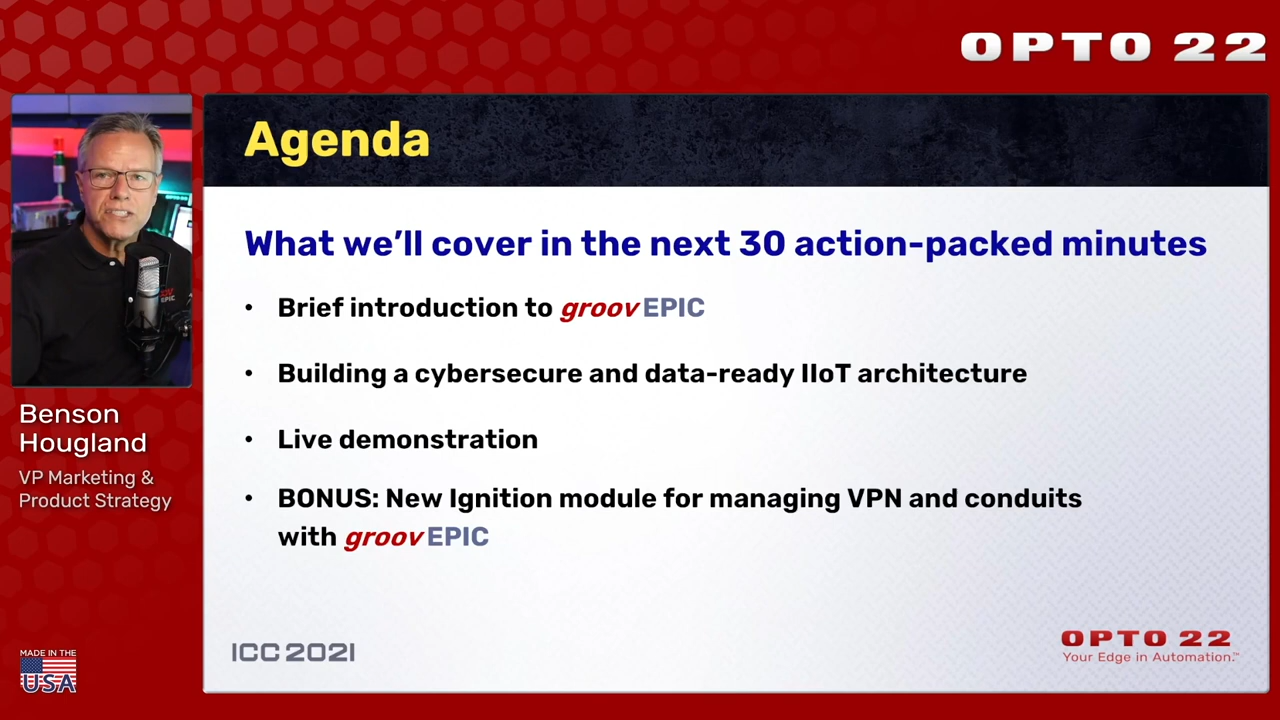 OPTO 22
Agenda
What we’ll cover in the next 30 action-packed minutes
• Brief introduction to groov EPIC
• Building a cybersecure and data-ready IIoT architecture
• Live demonstration
• BONUS: New Ignition module for managing VPN and conduits
with groov EPIC
Benson
Hougland
VP Marketing &
Product Strategy
MADE IN THE
USA
ICC 2021
OPTO 22
Your Edge in Automation.™
EPIC